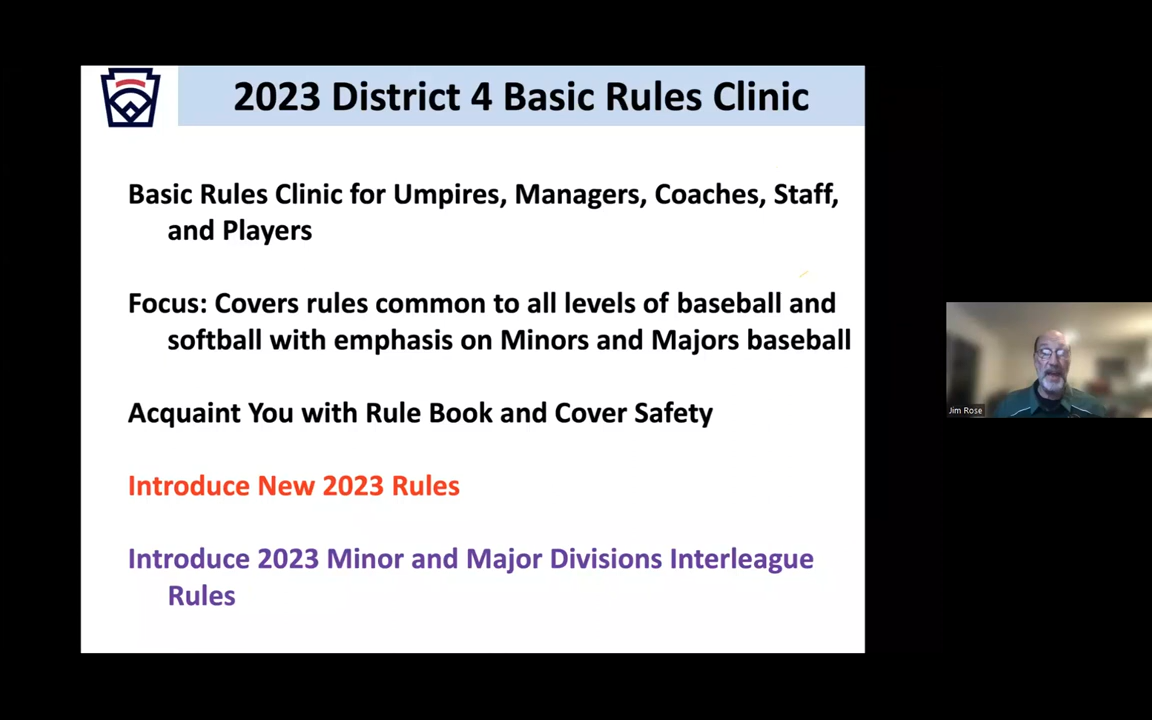 2023 District 4 Basic Rules Clinic
Basic Rules Clinic for Umpires, Managers, Coaches, Staff,
and Players
Focus: Covers rules common to all levels of baseball and
softball with emphasis on Minors and Majors baseball
Acquaint You with Rule Book and Cover Safety
Introduce New 2023 Rules
Introduce 2023 Minor and Major Divisions Interleague
Rules
Jim Rose